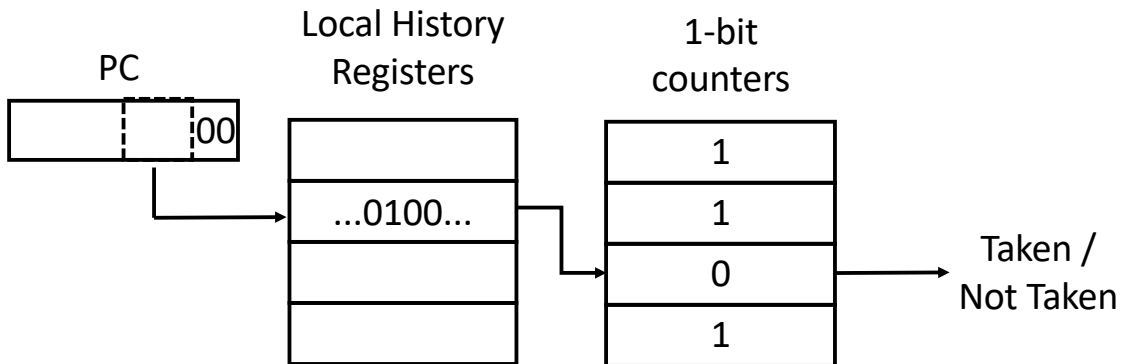 PC
00
Local History
Registers
...0100...
1-bit
counters
1
1
0
1
Taken /
Not Taken